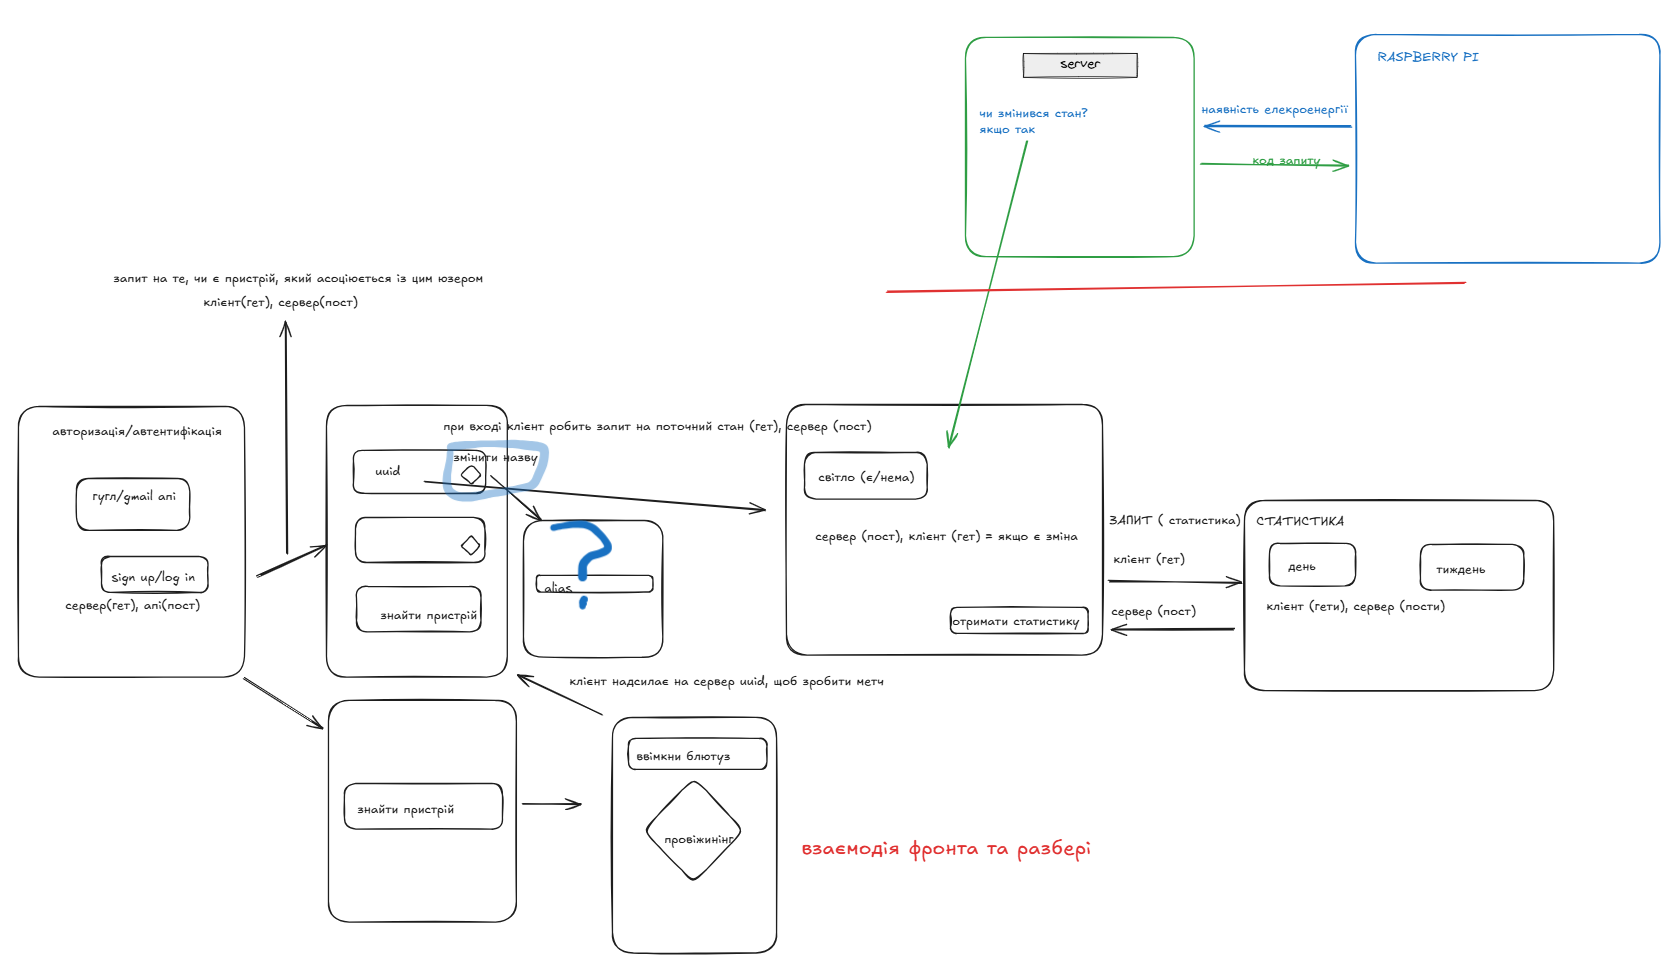 server
RASPBERRY PI
чи змінився стан?
якщо так
наявність елекроенергії
код запиту
запит на те, чи є пристрій, який асоціюється із цим юзером
клієнт(гет), сервер(пост)
авторизація/автентифікація
гугл/gmail апі
sign up/log in
сервер(гет), апі(пост)
при вході клієнт робить запит на поточний стан (гет), сервер (пост)
змінити назву
uuid
знайти пристрій
alias
світло (є/нема)
сервер (пост), клієнт (гет) = якщо є зміна
отримати статистику
ЗАПИТ ( статистика)
клієнт (гет)
сервер (пост)
СТАТИСТИКА
день
тиждень
клієнт (гети), сервер (пости)
клієнт надсилає на сервер uuid, щоб зробити метч
знайти пристрій
ввімкни блютуз
провіжинінг
взаємодія фронта та разбері